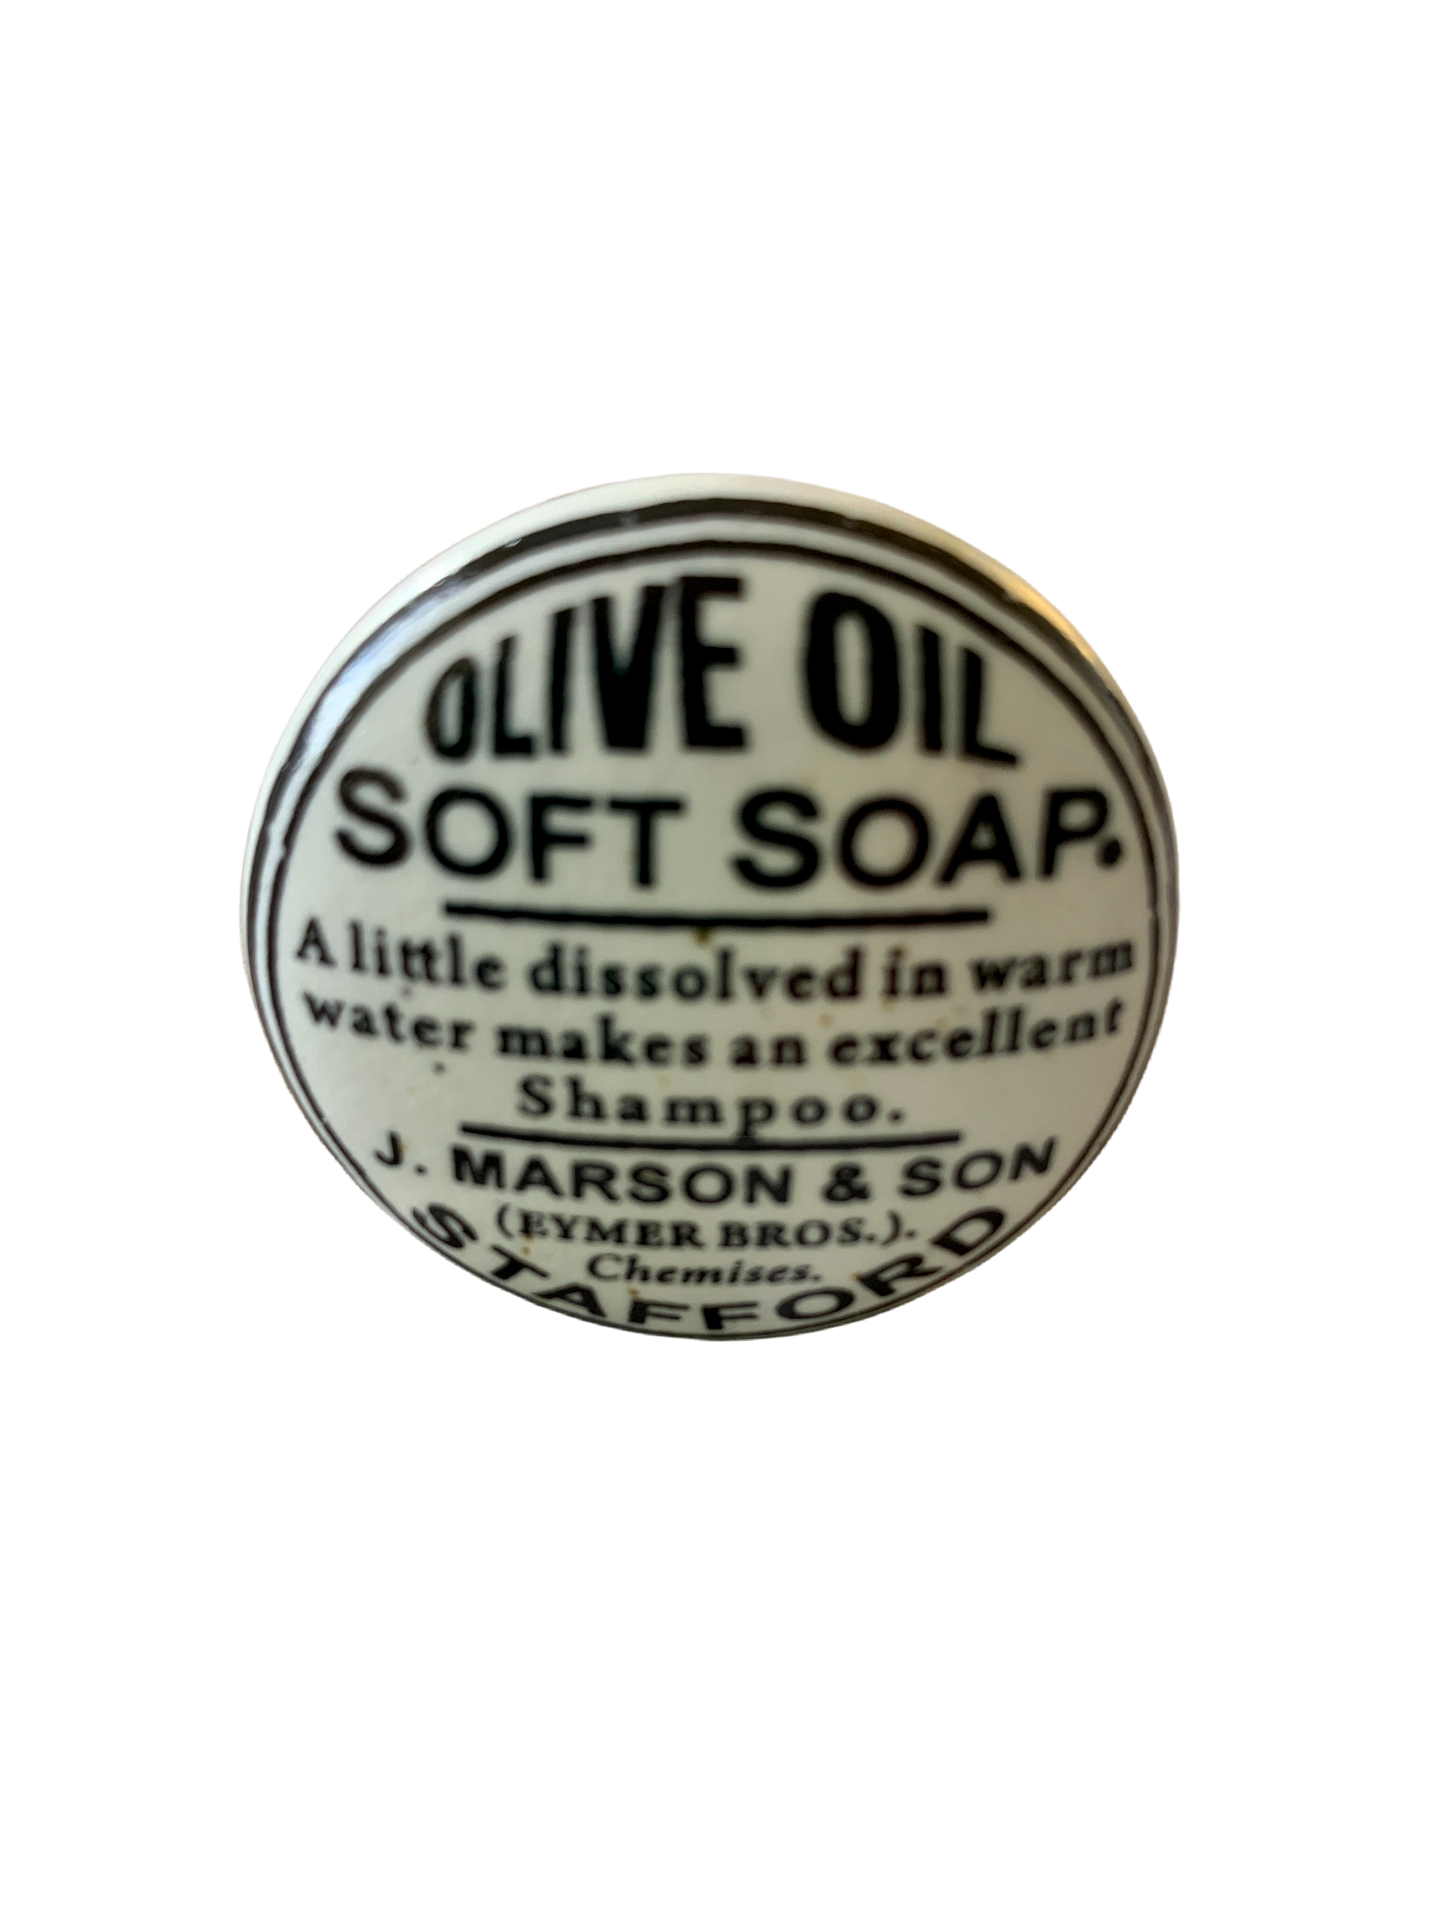 OLIVE OIL
SOFT SOAP.
A little dissolved in warm
water makes an excellent
Shampoo.
J. MARSON & SON
(EYMER BROS.).
Chemises.
STAFFORD